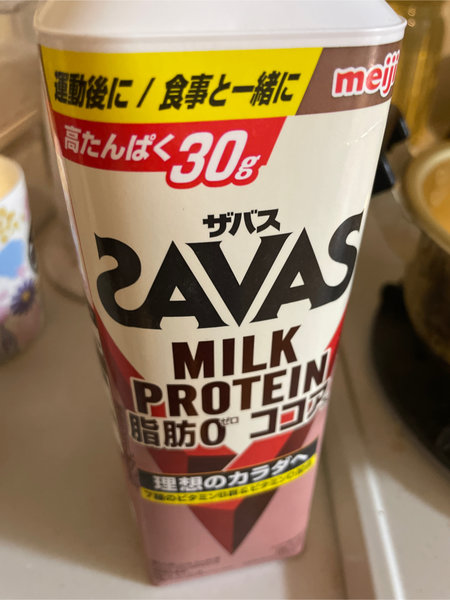 運動後に/食事と一緒に
meiji
高たんぱく30g
ザバス
SAVAS
MILK
PROTEIN
脂肪0ゼロ ココア
理想のカラダへ